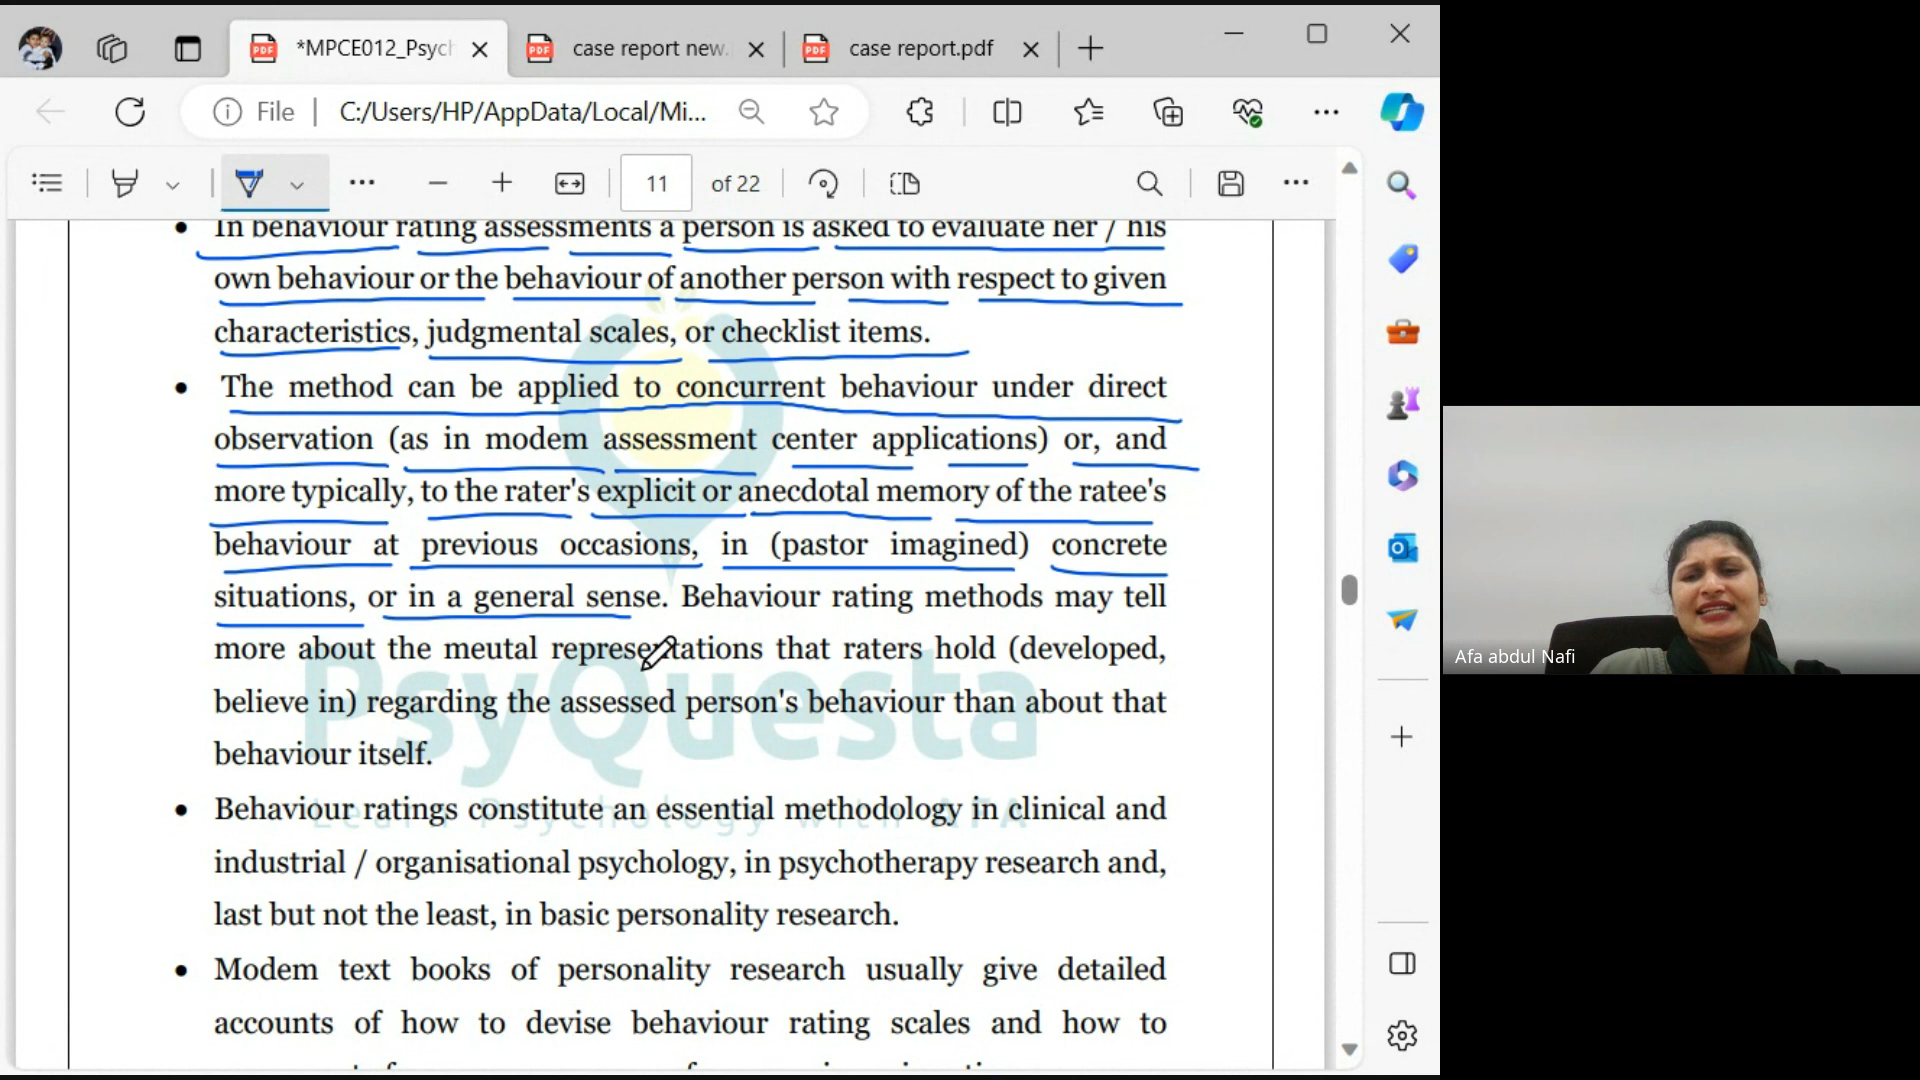 *MPCE012_Psych
case report new.
case report.pdf
File
C:/Users/HP/AppData/Local/Mi...
11
of 22
In behaviour rating assessments a person is asked to evaluate her / his
own behaviour or the behaviour of another person with respect to given
characteristics, judgmental scales, or checklist items.
The method can be applied to concurrent behaviour under direct
observation (as in modem assessment center applications) or, and
more typically, to the rater's explicit or anecdotal memory of the ratee's
behaviour at previous occasions, in (pastor imagined) concrete
situations, or in a general sense. Behaviour rating methods may tell
more about the meutal representations that raters hold (developed,
believe in) regarding the assessed person's behaviour than about that
behaviour itself.
Behaviour ratings constitute an essential methodology in clinical and
industrial / organisational psychology, in psychotherapy research and,
last but not the least, in basic personality research.
Modem text books of personality research usually give detailed
accounts of how to devise behaviour rating scales and how to
PsyQuesta
Learn Psychology with AFA
Afa abdul Nafi